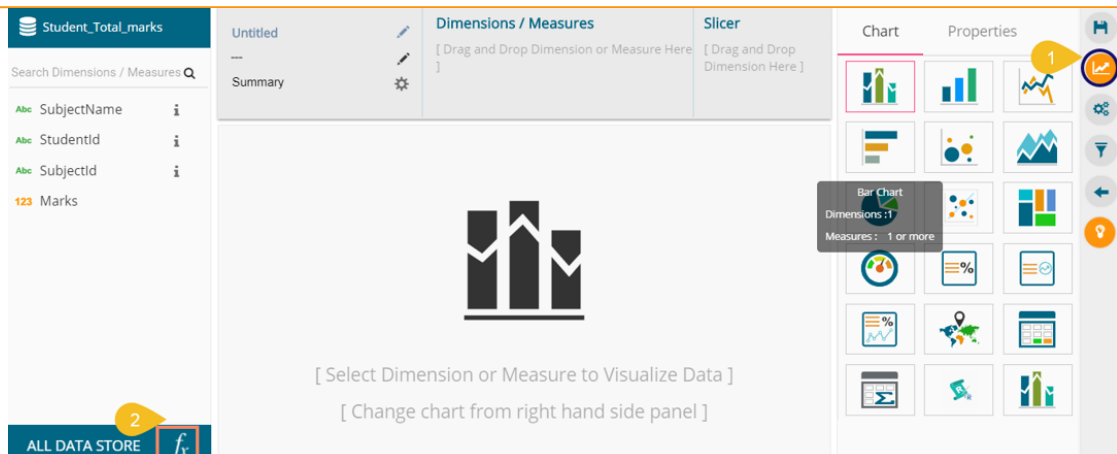 Student_Total_marks
Search Dimensions / Measures
Abc SubjectName i
Abc StudentId i
Abc SubjectId i
123 Marks
2
ALL DATA STORE fx
Untitled
---
Summary
Dimensions / Measures
[ Drag and Drop Dimension or Measure Here
]
Slicer
[ Drag and Drop
Dimension Here ]
[ Select Dimension or Measure to Visualize Data ]
[ Change chart from right hand side panel ]
Chart Properties
1
Bar Chart
Dimensions :1
Measures : 1 or more
%
%
Σ